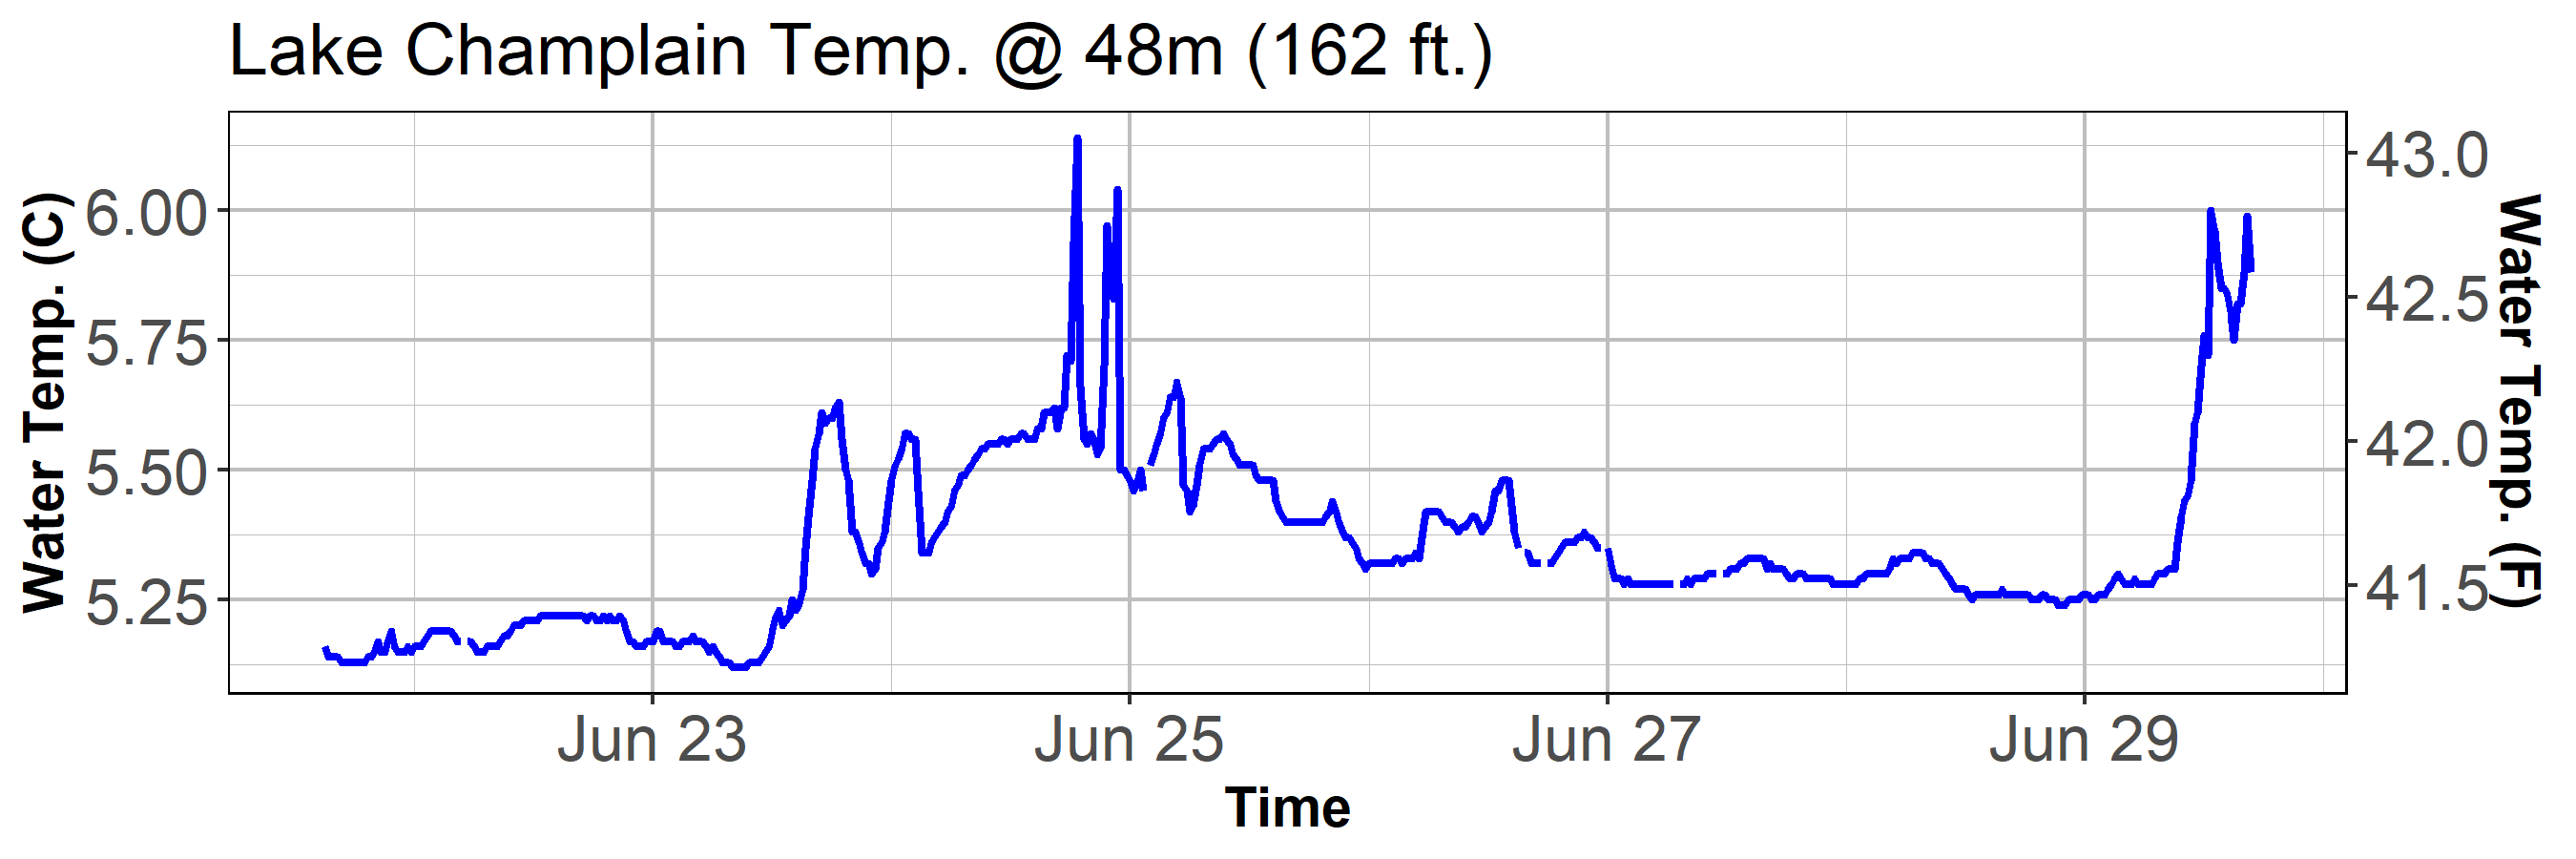 Lake Champlain Temp. @ 48m (162 ft.)
Water Temp. (C)
6.00
5.75
5.50
5.25
43.0
42.5
42.0
41.5
Water Temp. (F)
Jun 23 Jun 25 Jun 27 Jun 29
Time